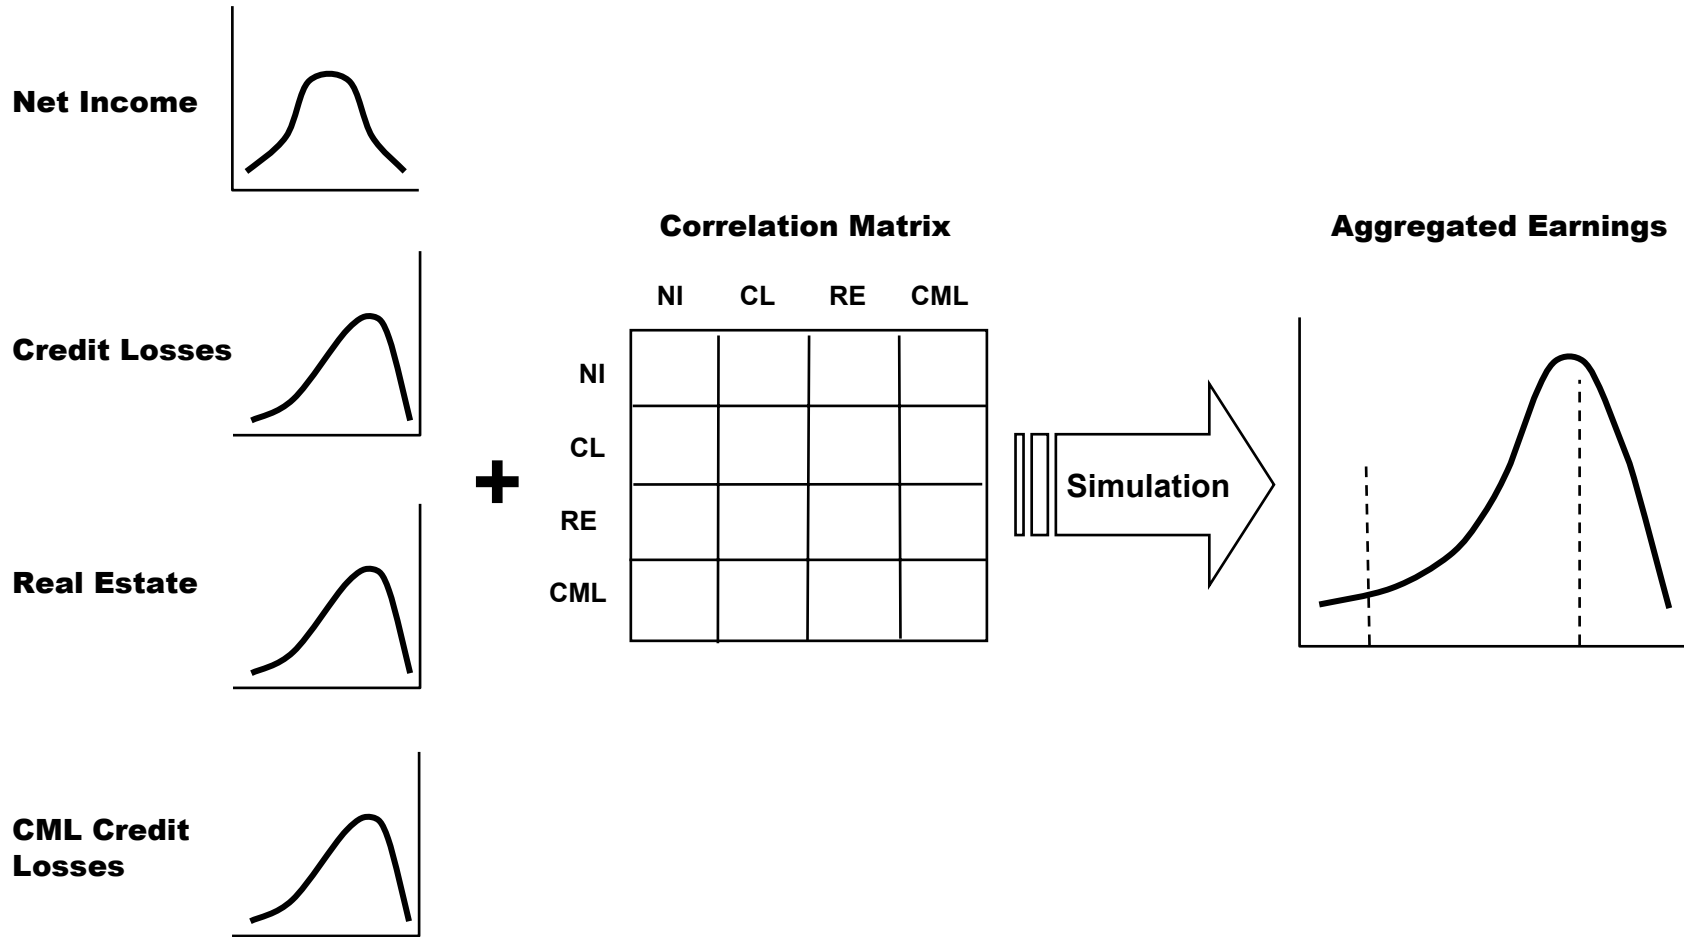 Net Income
Credit Losses
Real Estate
CML Credit
Losses
+
Correlation Matrix
NI CL RE CML
NI
CL
RE
CML
Simulation
Aggregated Earnings